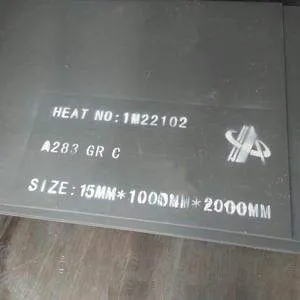 HEAT NO:1M22102
A283 GR C
SIZE: 15MM*1000MM*2000MM